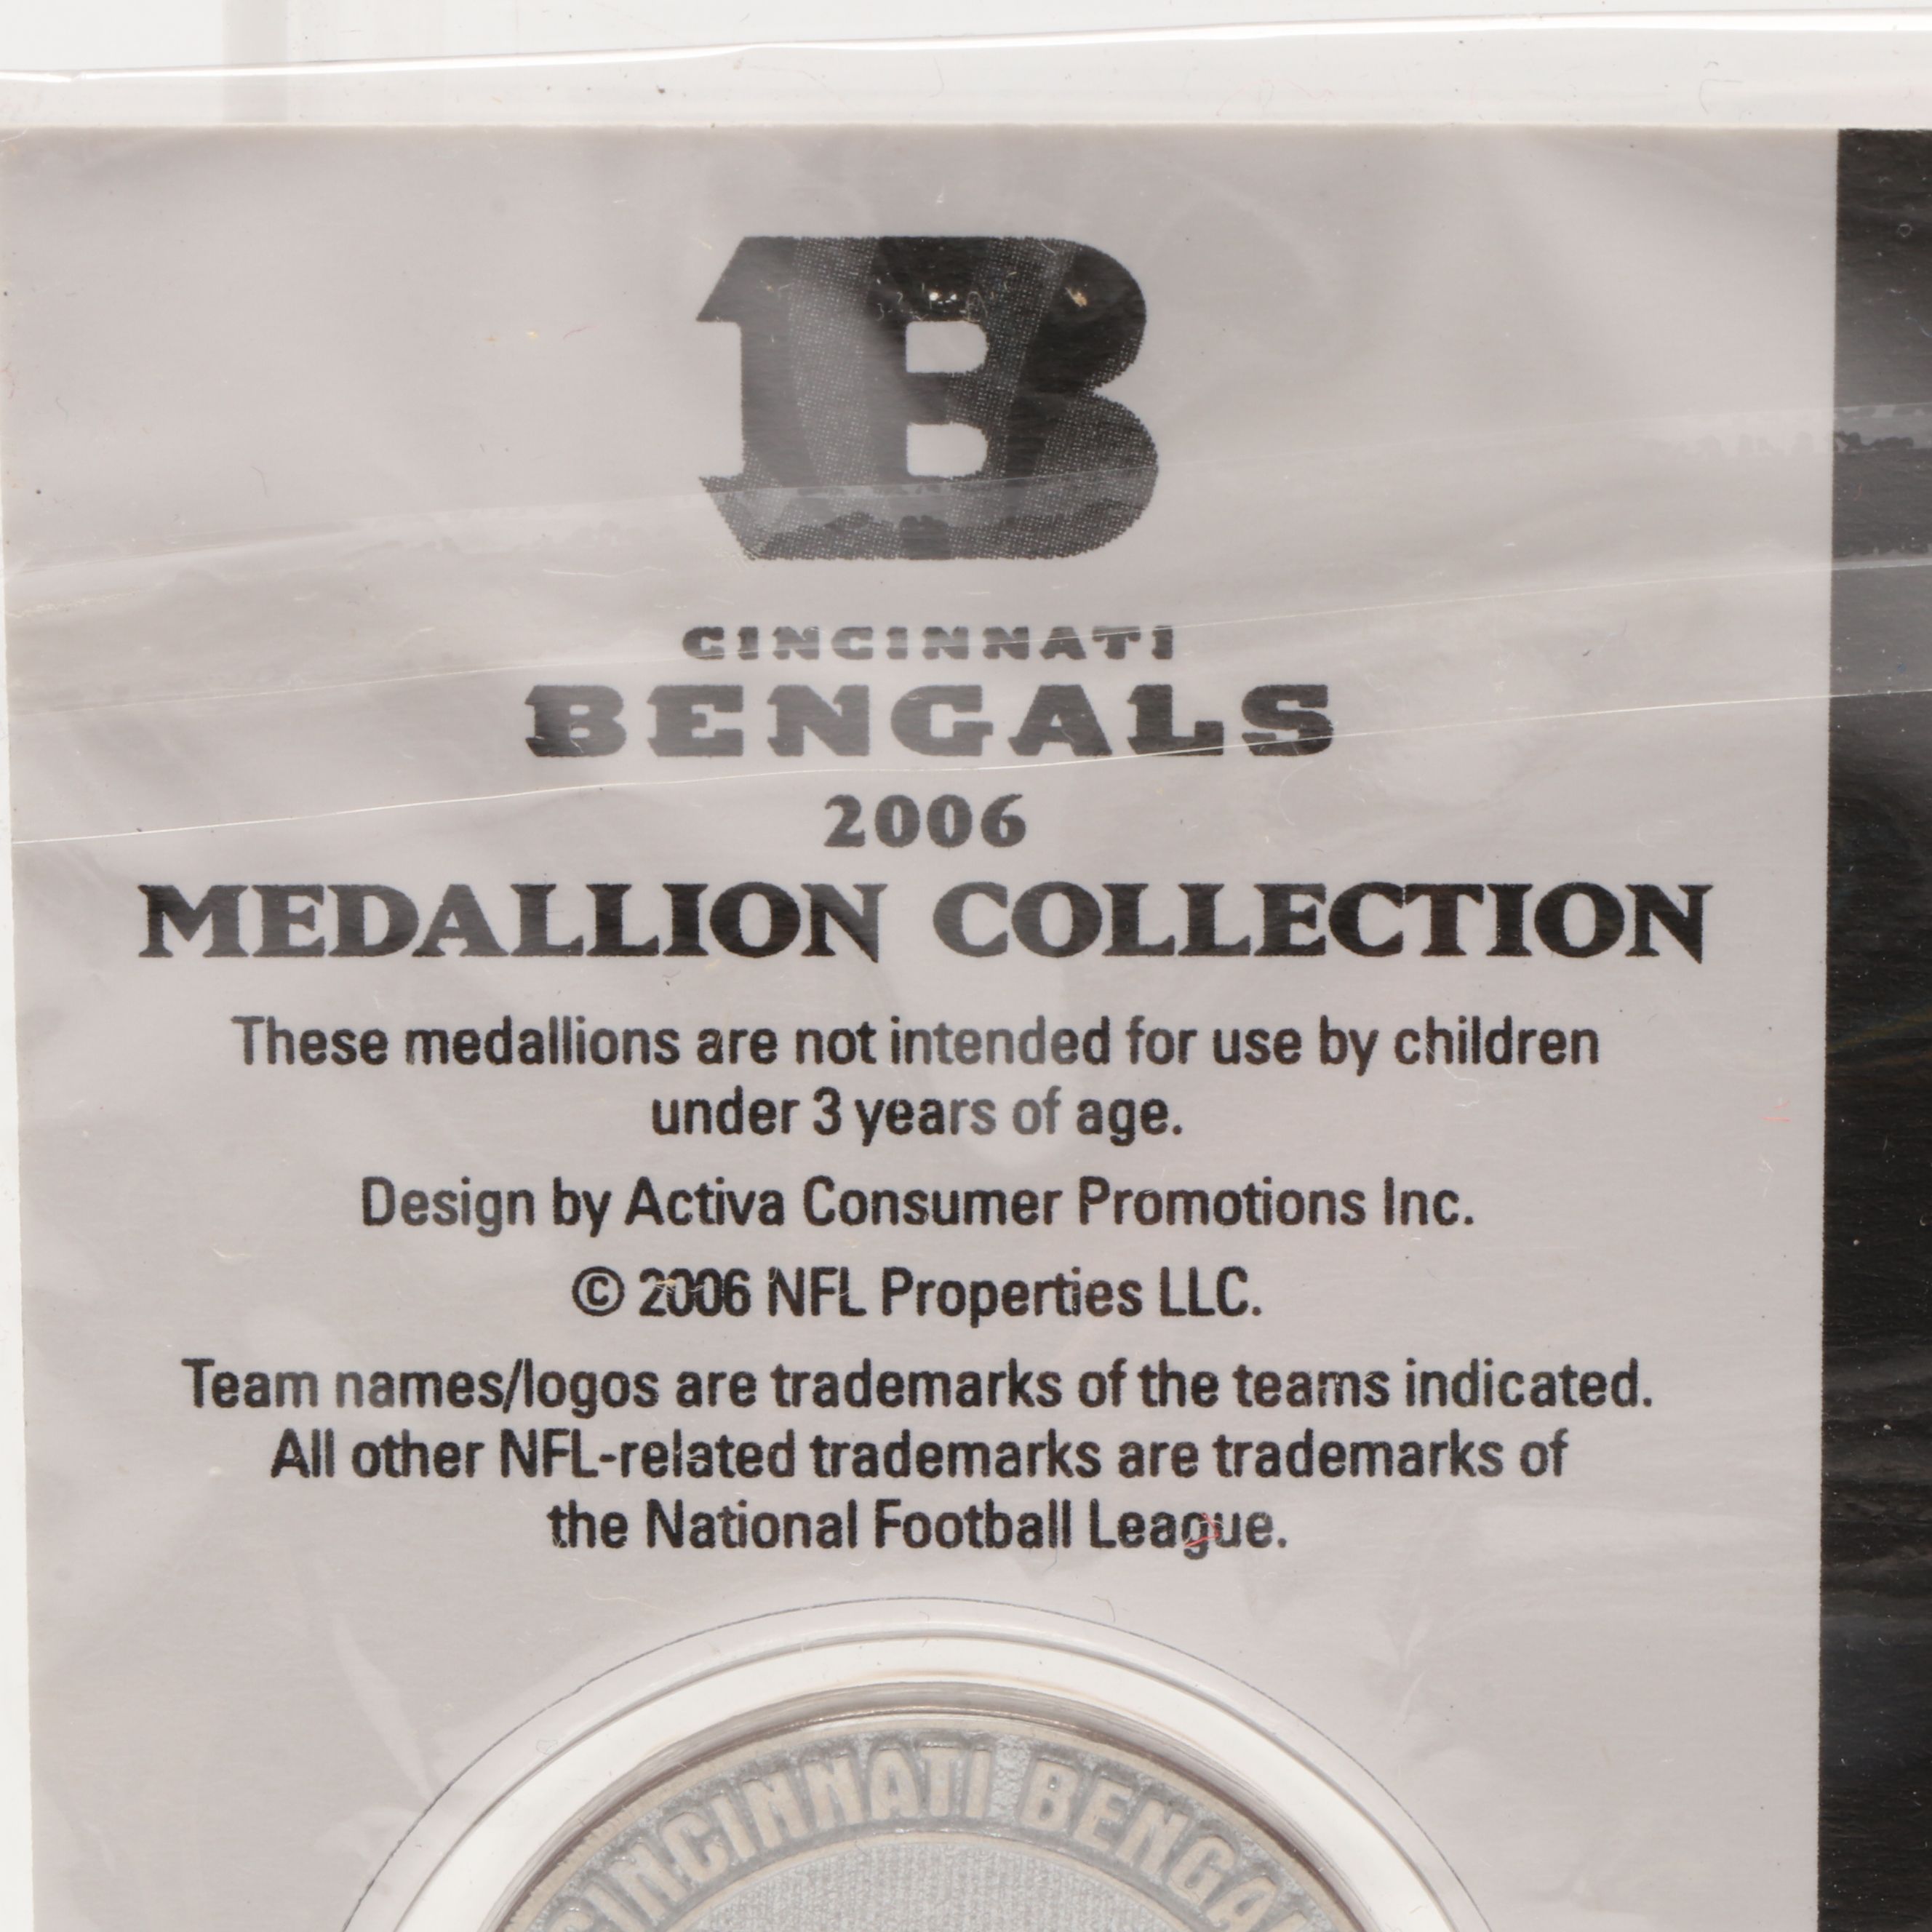 B
CINCINNATI
BENGALS
2006
MEDALLION COLLECTION
These medallions are not intended for use by children
under 3 years of age.
Design by Activa Consumer Promotions Inc.
© 2006 NFL Properties LLC.
Team names/logos are trademarks of the teams indicated.
All other NFL-related trademarks are trademarks of
the National Football League.
CINCINNATI BENGA